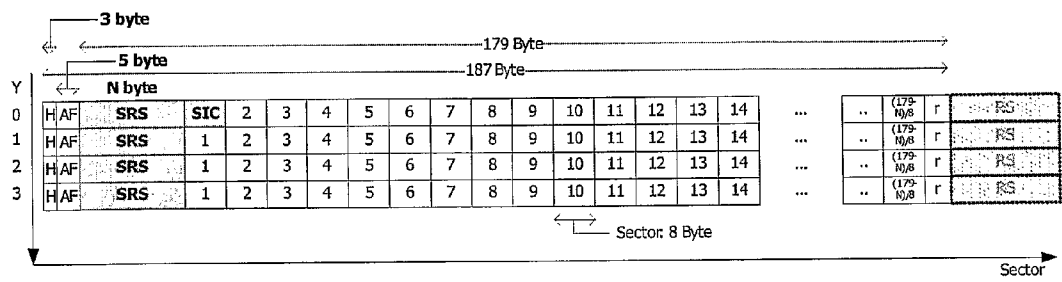 3 byte
179 Byte
5 byte
187 Byte
Y
N byte
0 H AF SRS SIC 2 3 4 5 6 7 8 9 10 11 12 13 14 ... .. (179-N)/8 r RS
1 H AF SRS 1 2 3 4 5 6 7 8 9 10 11 12 13 14 ... .. (179-N)/8 r RS
2 H AF SRS 1 2 3 4 5 6 7 8 9 10 11 12 13 14 ... .. (179-N)/8 r RS
3 H AF SRS 1 2 3 4 5 6 7 8 9 10 11 12 13 14 ... .. (179-N)/8 r RS
Sector: 8 Byte
Sector